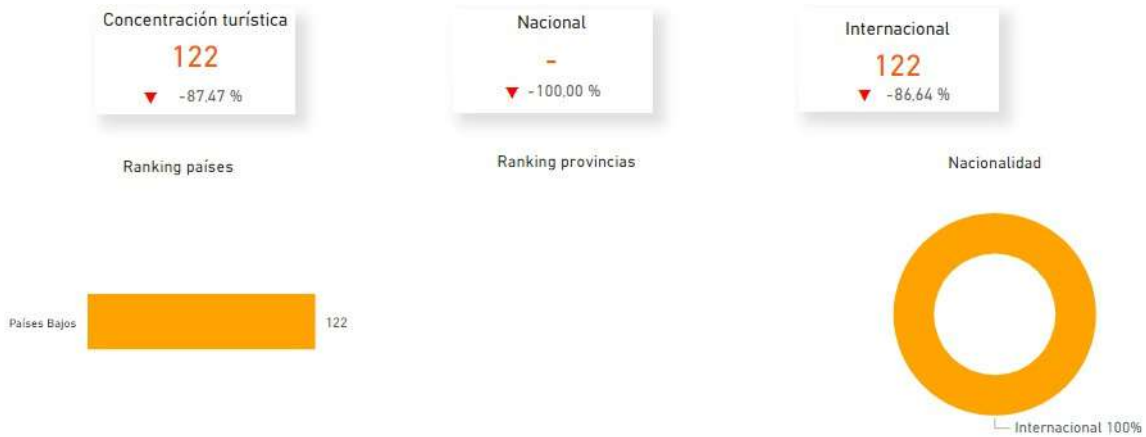 Concentración turística
122
▼ -87,47 %
Nacional
-
▼ -100,00 %
Internacional
122
▼ -86,64 %
Ranking países
Ranking provincias
Nacionalidad
Países Bajos
122
Internacional 100%